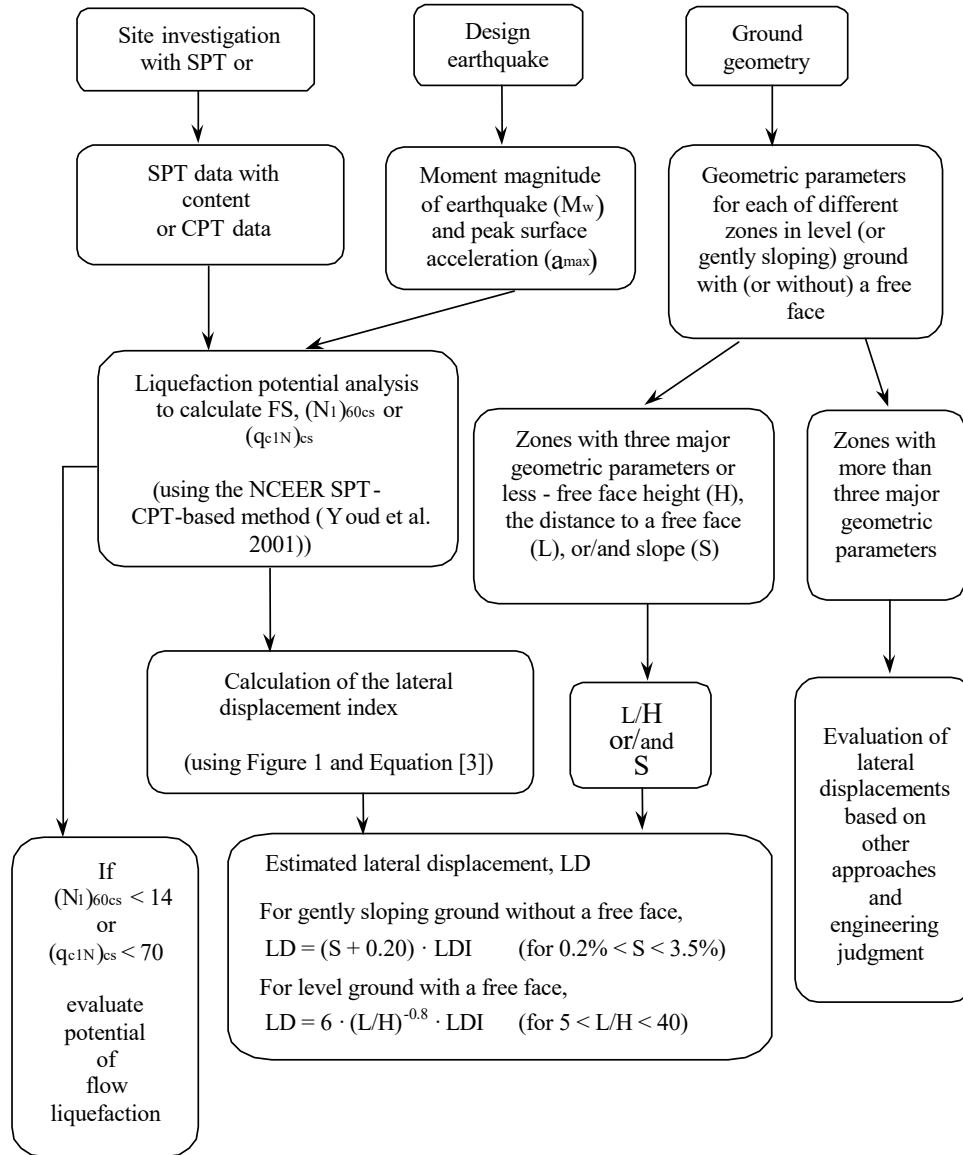 Site investigation
with SPT or
Design
earthquake
Ground
geometry
SPT data with
content
or CPT data
Moment magnitude
of earthquake (Mw)
and peak surface
acceleration (amax)
Geometric parameters
for each of different
zones in level (or
gently sloping) ground
with (or without) a free
face
Liquefaction potential analysis
to calculate FS, (N1)60cs or
(qc1N)cs
(using the NCEER SPT-
CPT-based method (Youd et al.
2001))
Zones with three major
geometric parameters or
less - free face height (H),
the distance to a free face
(L), or/and slope (S)
Zones with
more than
three major
geometric
parameters
Calculation of the lateral
displacement index
(using Figure 1 and Equation [3])
L/H
or/and
S
Evaluation of
lateral
displacements
based on
other
approaches
and
engineering
judgment
If
(N1)60cs < 14
or
(qc1N)cs < 70
evaluate
potential
of
flow
liquefaction
Estimated lateral displacement, LD
For gently sloping ground without a free face,
LD = (S + 0.20) · LDI (for 0.2% < S < 3.5%)
For level ground with a free face,
LD = 6 · (L/H)^-0.8 · LDI (for 5 < L/H < 40)